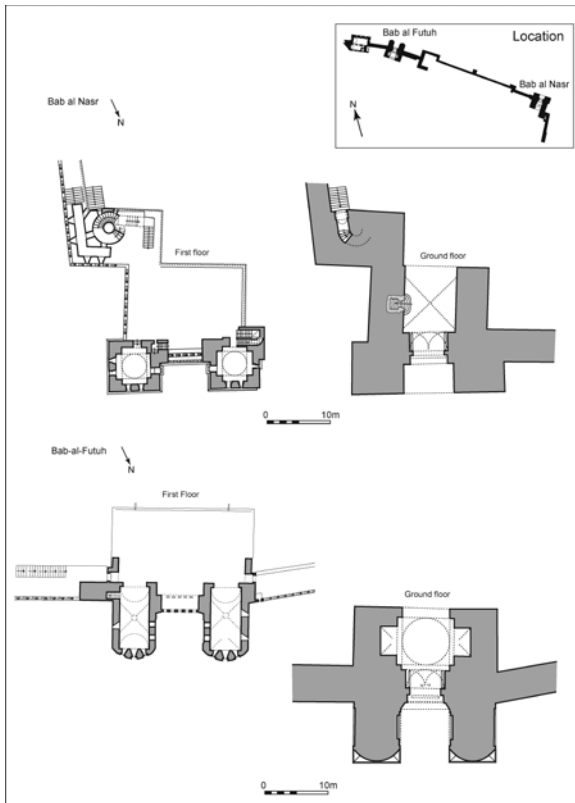 Location
Bab al Futuh
Bab al Nasr
N
Bab al Nasr
N
First floor
Ground floor
0 10m
Bab-al-Futuh
N
First Floor
Ground floor
0 10m